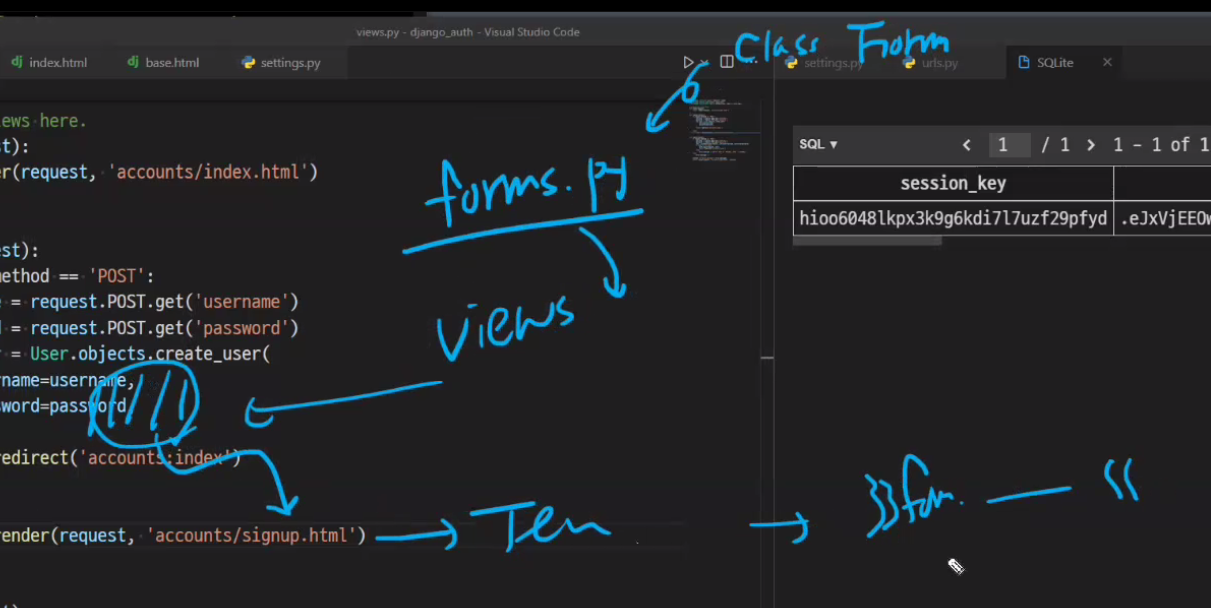 views.py - django_auth - Visual Studio Code
index.html base.html settings.py
Class Form
settings.py urls.py SQLite
ews here.
st):
er(request, 'accounts/index.html')
SQL 1 / 1 1 - 1 of 1
session_key
forms.py
hioo6048lkpx3k9g6kdi7l7uzf29pfyd .eJxVjEEOw
est):
method == 'POST':
= request.POST.get('username')
= request.POST.get('password')
views
= User.objects.create_user(
rname=username,
sword=password
redirect('accounts:index')
render(request, 'accounts/signup.html')
Tem
form.